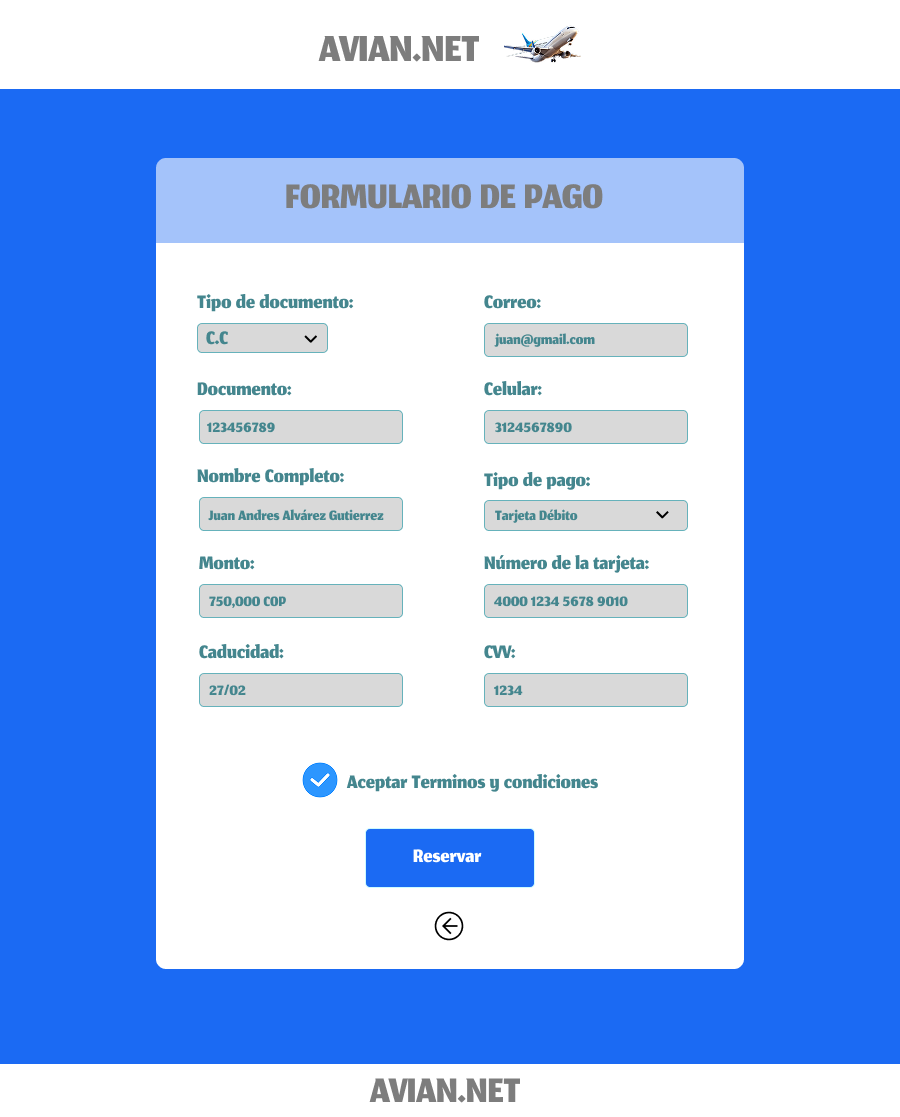 AVIAN.NET
FORMULARIO DE PAGO
Tipo de documento:
C.C
Correo:
juan@gmail.com
Documento:
123456789
Celular:
3124567890
Nombre Completo:
Juan Andres Alvárez Gutierrez
Tipo de pago:
Tarjeta Débito
Monto:
750,000 COP
Número de la tarjeta:
4000 1234 5678 9010
Caducidad:
27/02
CVV:
1234
Aceptar Terminos y condiciones
Reservar
AVIAN.NET